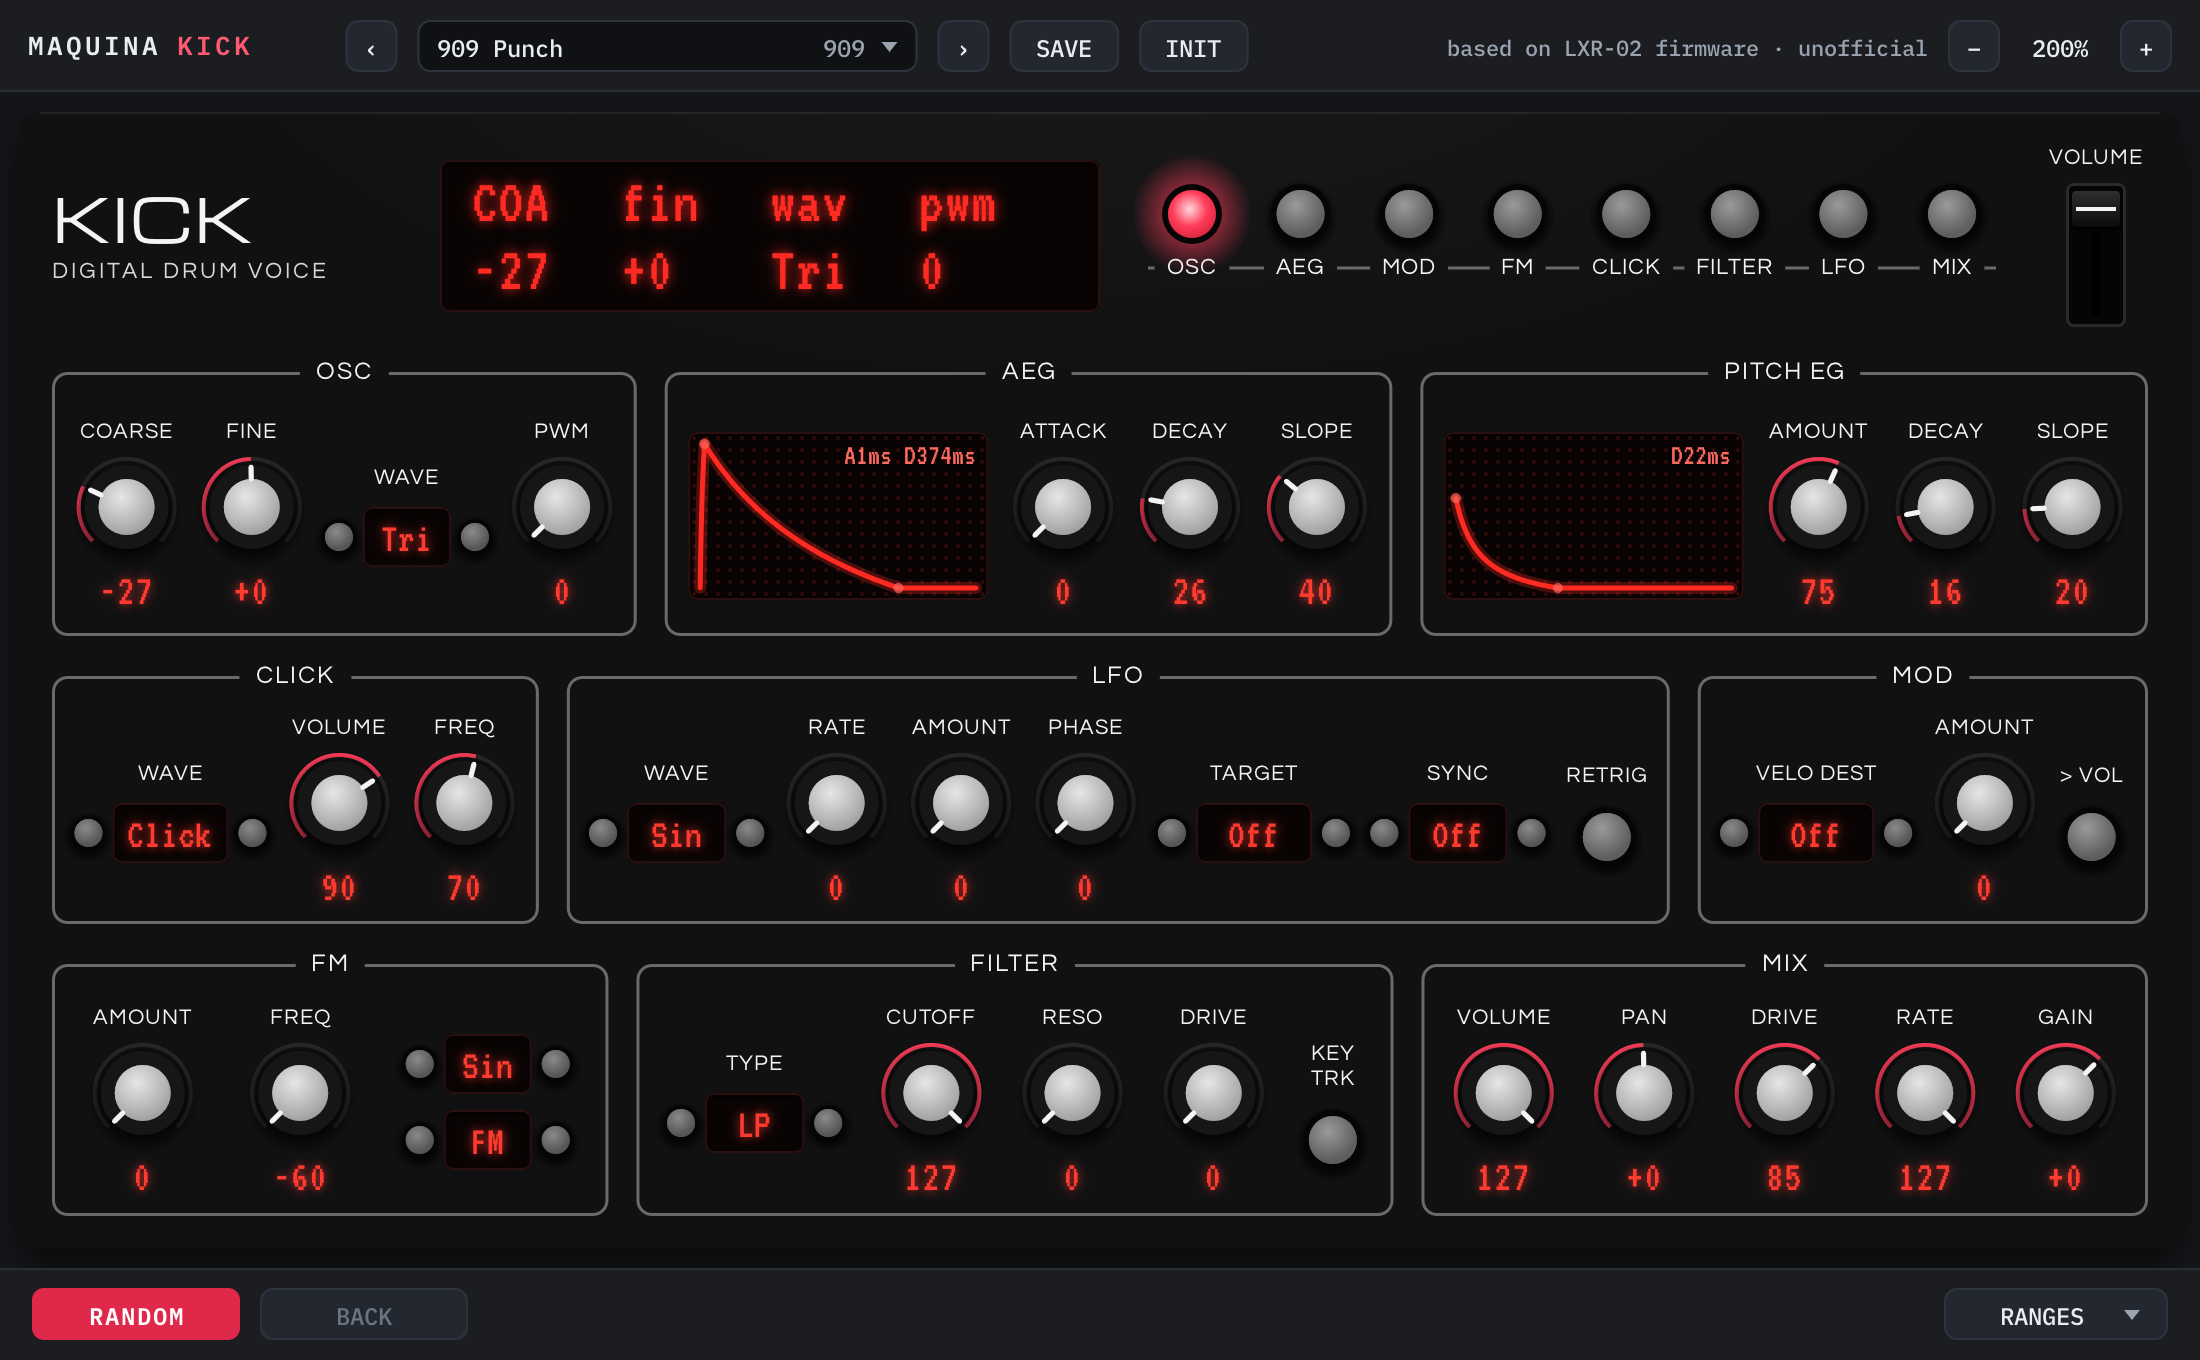 MAQUINA KICK
‹
909 Punch 909
›
SAVE
INIT
based on LXR-02 firmware · unofficial
− 200% +
KICK
DIGITAL DRUM VOICE
COA fin wav pwm
-27 +0 Tri 0
OSC AEG MOD FM CLICK FILTER LFO MIX
VOLUME
OSC
COARSE FINE WAVE PWM
Tri
-27 +0 0
AEG
A1ms D374ms
ATTACK DECAY SLOPE
0 26 40
PITCH EG
D22ms
AMOUNT DECAY SLOPE
75 16 20
CLICK
WAVE VOLUME FREQ
Click
90 70
LFO
WAVE RATE AMOUNT PHASE TARGET SYNC RETRIG
Sin Off Off
0 0 0
MOD
VELO DEST AMOUNT > VOL
Off
0
FM
AMOUNT FREQ
Sin
FM
0 -60
FILTER
TYPE CUTOFF RESO DRIVE KEY
TRK
LP
127 0 0
MIX
VOLUME PAN DRIVE RATE GAIN
127 +0 85 127 +0
RANDOM
BACK
RANGES